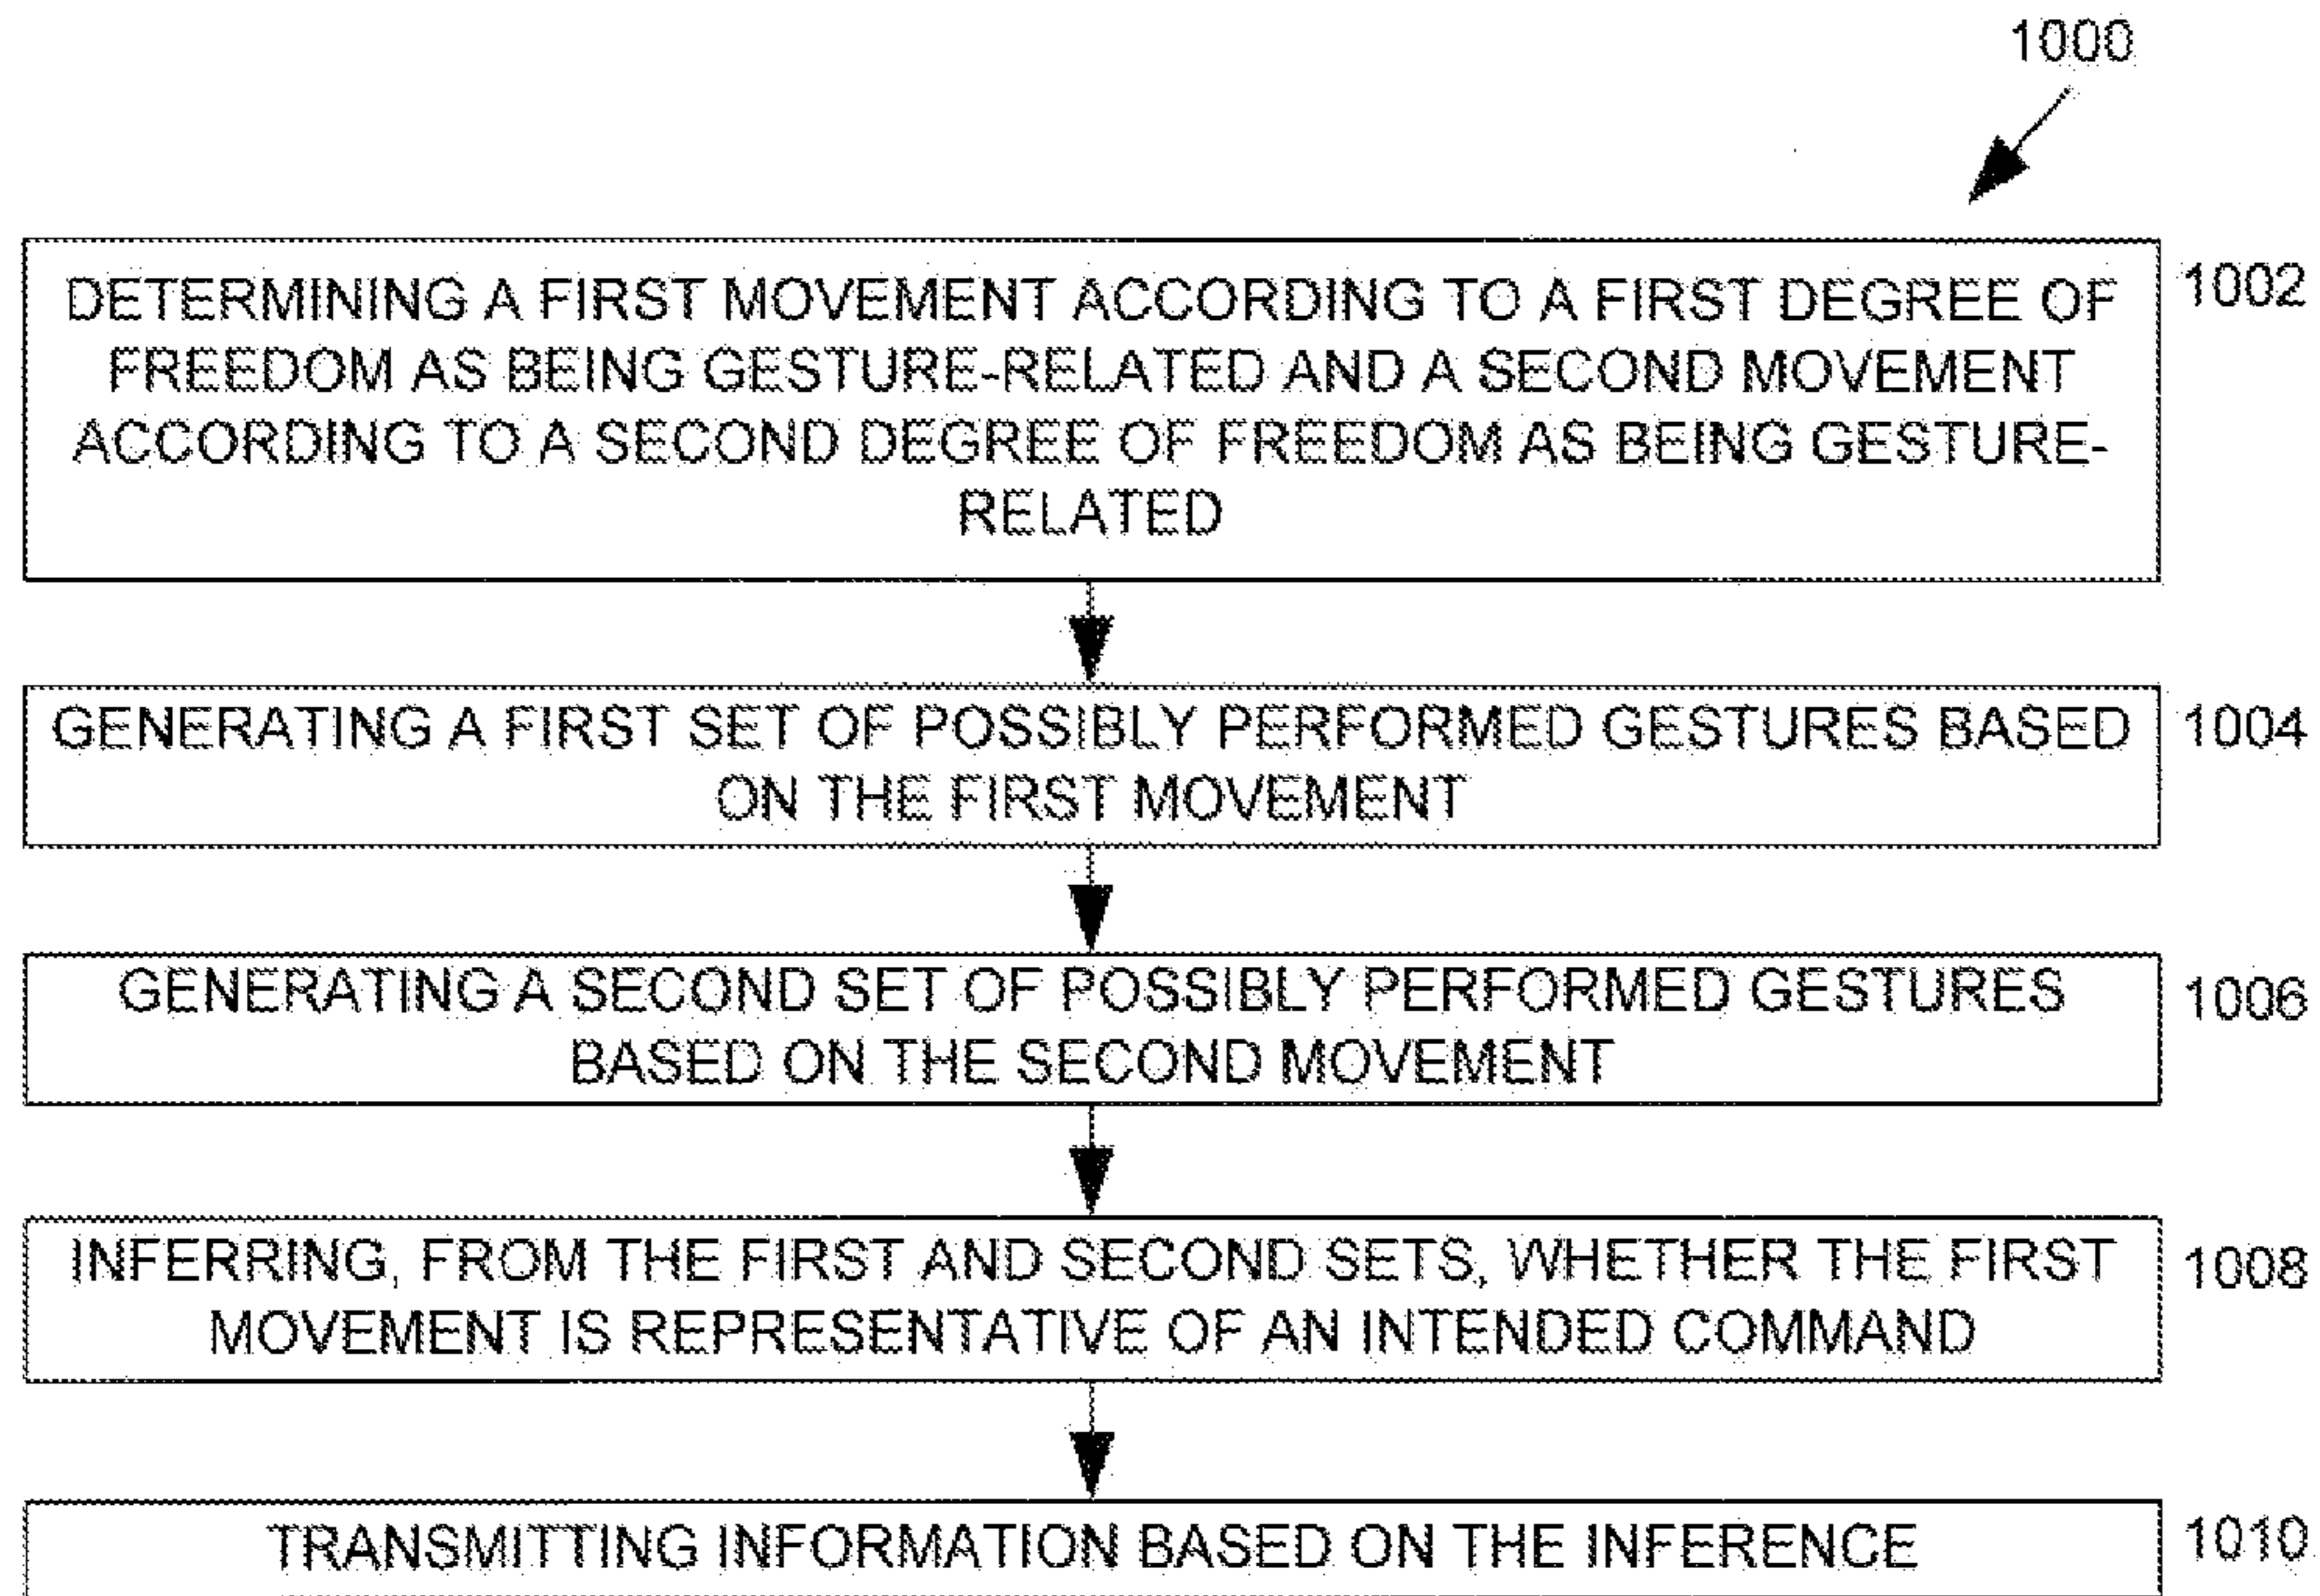 1000
DETERMINING A FIRST MOVEMENT ACCORDING TO A FIRST DEGREE OF
FREEDOM AS BEING GESTURE-RELATED AND A SECOND MOVEMENT
ACCORDING TO A SECOND DEGREE OF FREEDOM AS BEING GESTURE-
RELATED
1002
GENERATING A FIRST SET OF POSSIBLY PERFORMED GESTURES BASED
ON THE FIRST MOVEMENT
1004
GENERATING A SECOND SET OF POSSIBLY PERFORMED GESTURES
BASED ON THE SECOND MOVEMENT
1006
INFERRING, FROM THE FIRST AND SECOND SETS, WHETHER THE FIRST
MOVEMENT IS REPRESENTATIVE OF AN INTENDED COMMAND
1008
TRANSMITTING INFORMATION BASED ON THE INFERENCE
1010